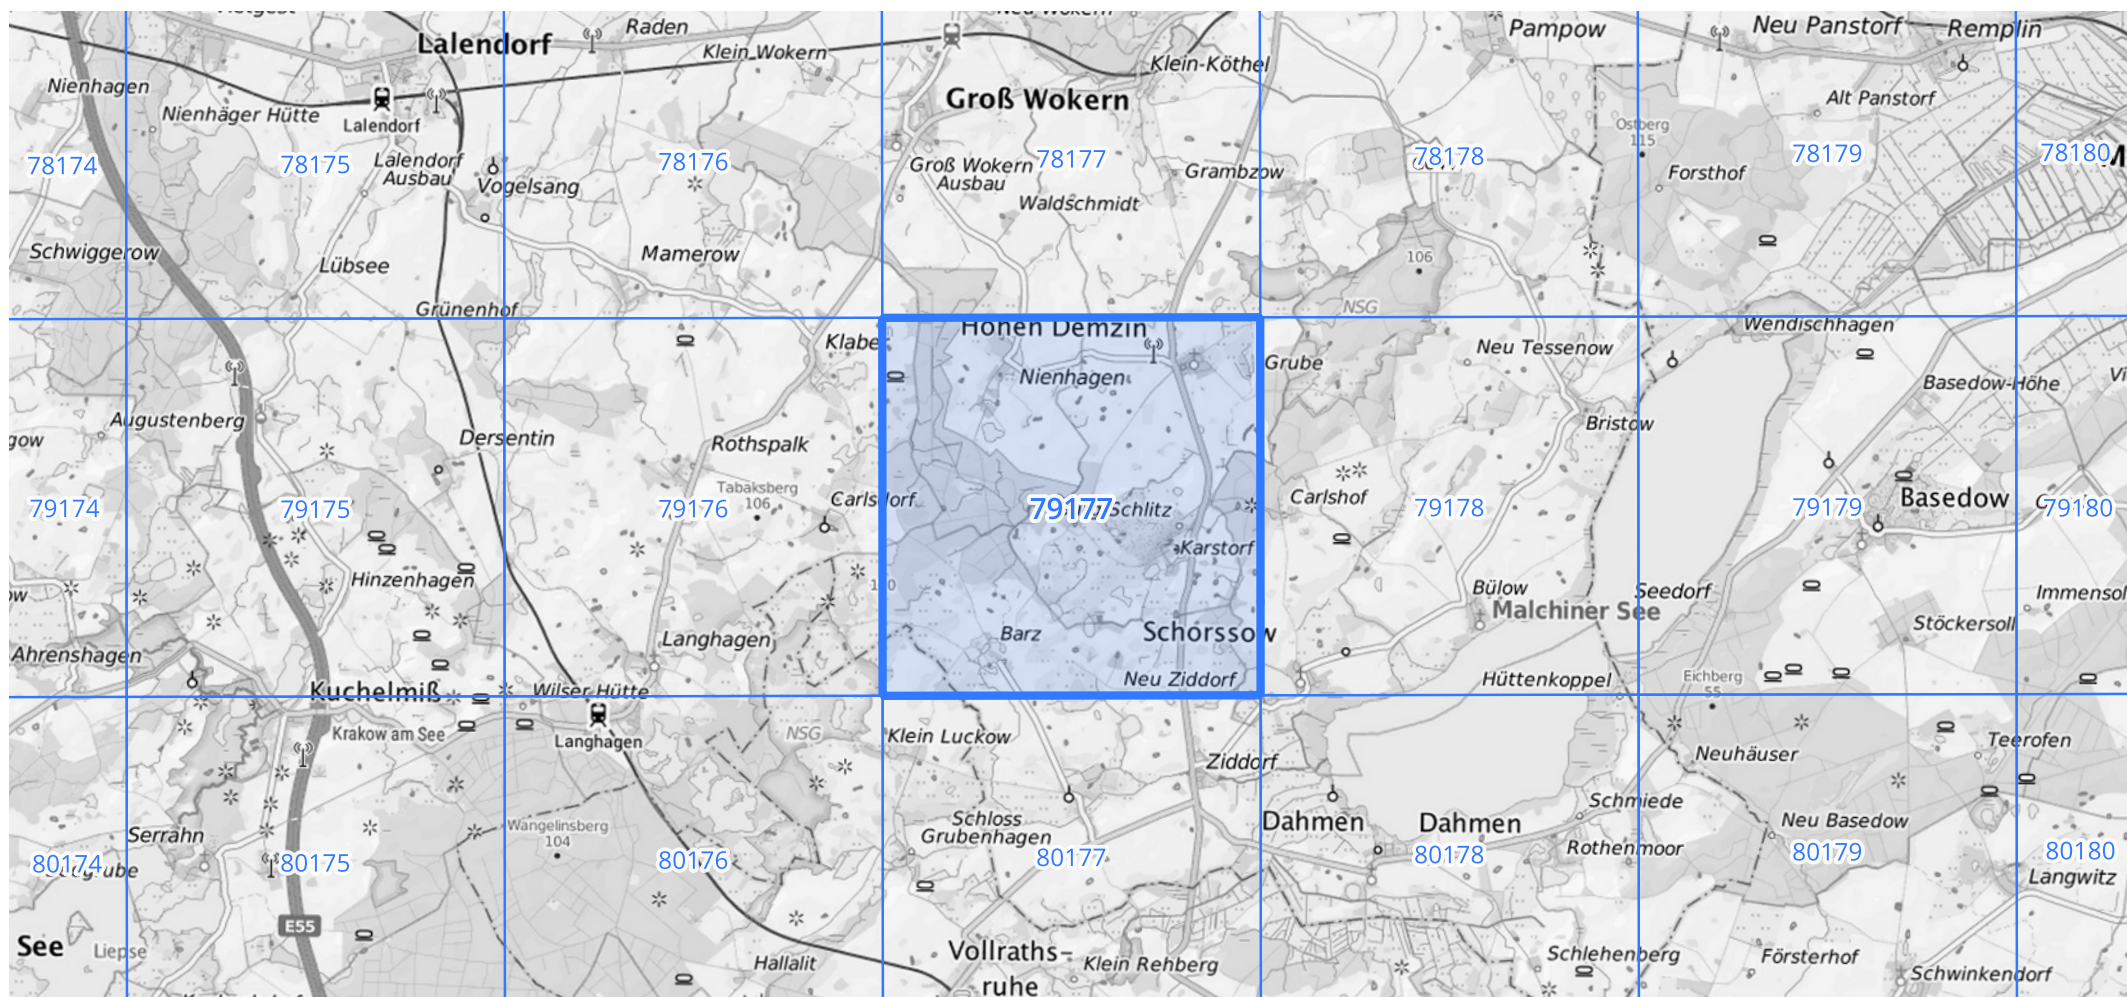 Lalendorf
Raden
Klein Wokern
Neu Wokern
Klein-Köthel
Pampow
Neu Panstorf
Remplin
Nienhagen
Nienhäger Hütte
Lalendorf
Groß Wokern
Alt Panstorf
Ostberg
115
78174
78175
78176
78177
78178
78179
78180
M
Lalendorf
Ausbau
Vogelsang
Groß Wokern
Ausbau
Grambzow
Forsthof
Waldschmidt
Schwiggerow
Lübsee
Mamerow
106
NSG
Grünenhof
Hohen Demzin
Wendischhagen
Klabe
Grube
Neu Tessenow
Nienhagen
Basedow-Höhe
Vi
Augustenberg
gow
Dersentin
Rothspalk
Bristow
Tabaksberg
106
Carlsdorf
Schlitz
Carlshof
Basedow
79174
79175
79176
79177
79178
79179
79180
Karstorf
Hinzenhagen
ow
Bülow
Seedorf
Immensol
Malchiner See
Stöckersoll
Ahrenshagen
Langhagen
Barz
Schorssow
Neu Ziddorf
Hüttenkoppel
Eichberg
55
Kuchelmiß
Wilser Hütte
Krakow am See
Langhagen
NSG
Klein Luckow
Ziddorf
Neuhäuser
Teerofen
Serrahn
Wangelinsberg
104
Schloss
Grubenhagen
Dahmen
Dahmen
Schmiede
Neu Basedow
Rothenmoor
80174
80175
80176
80177
80178
80179
80180
Langwitz
E55
See
Liepse
Hallalit
Vollraths-
ruhe
Klein Rehberg
Schlehenberg
Försterhof
Schwinkendorf